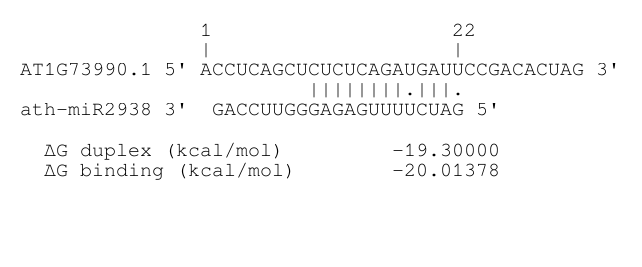 1                    22
|                    |
AT1G73990.1 5' ACCUCAGCUCUCUCAGAUGAUUCCGACACUAG 3'
||||||||.|||.
ath-miR2938 3' GACCUUGGGAGAGUUUUCUAG 5'
ΔG duplex (kcal/mol) -19.30000
ΔG binding (kcal/mol) -20.01378